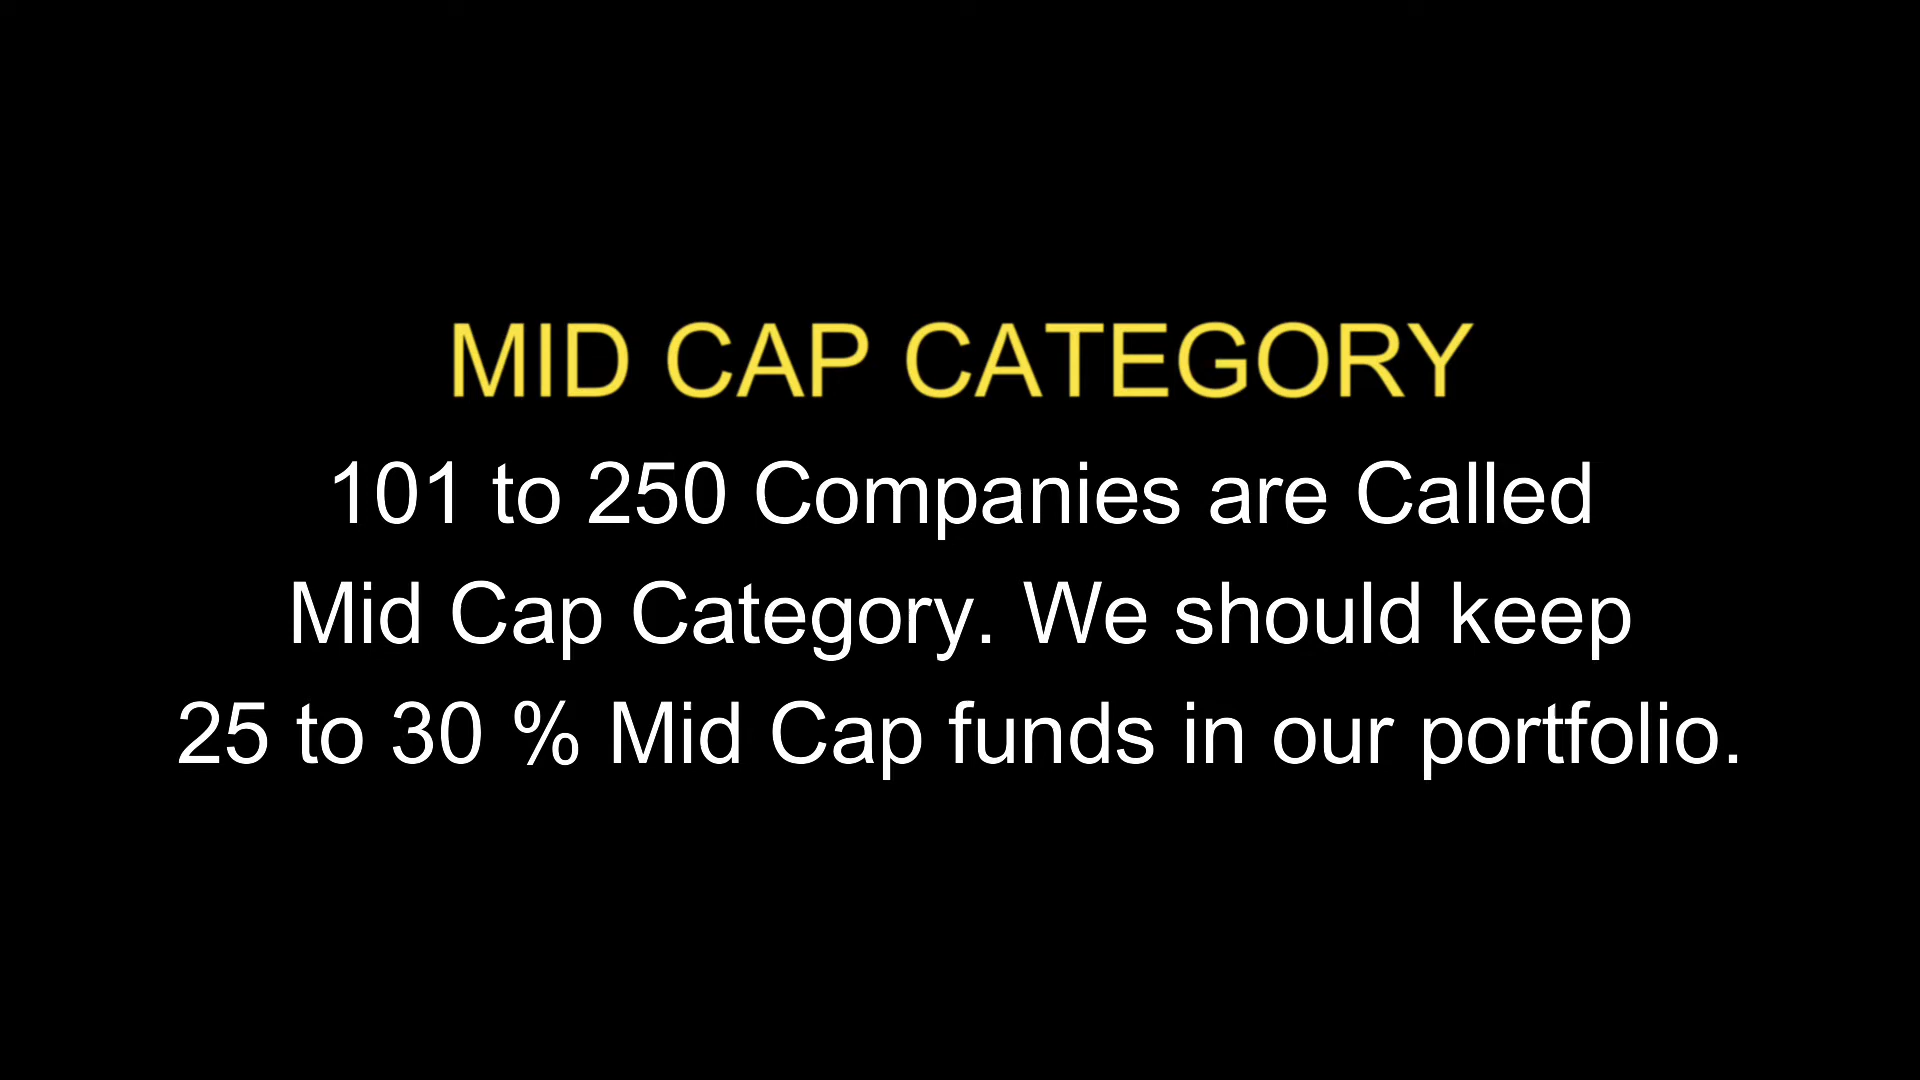 MID CAP CATEGORY
101 to 250 Companies are Called
Mid Cap Category. We should keep
25 to 30 % Mid Cap funds in our portfolio.